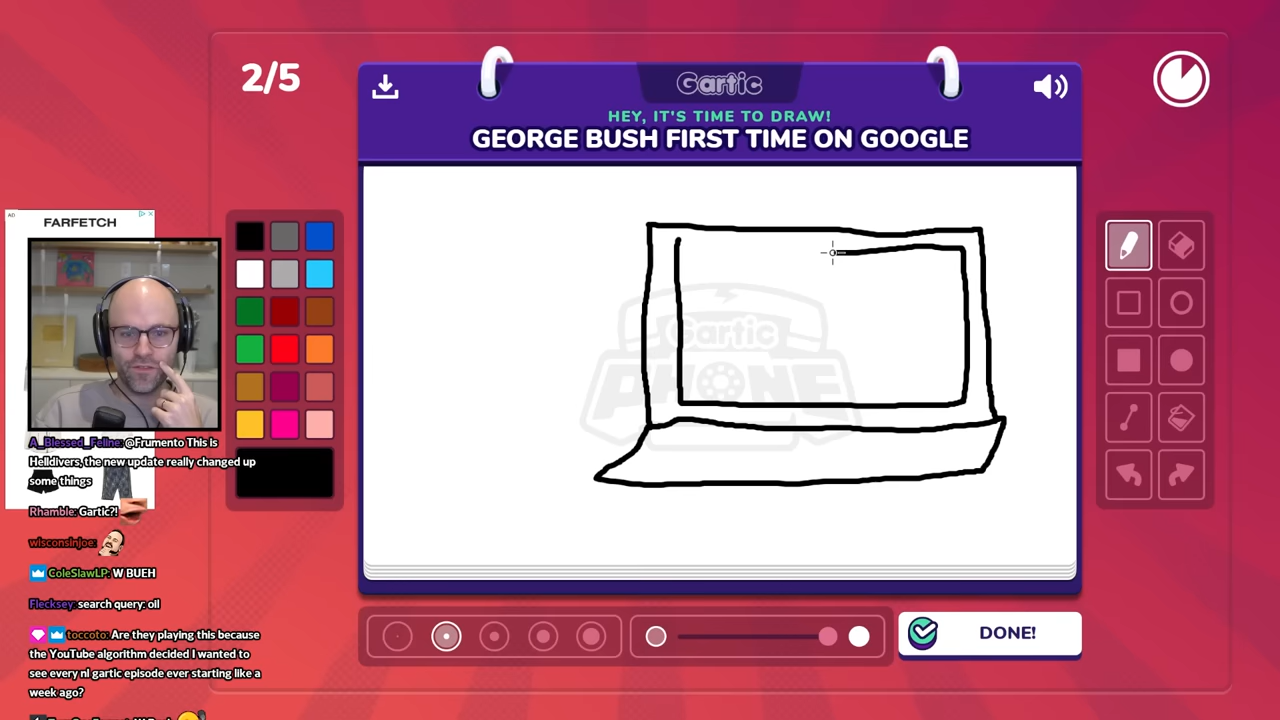 2/5
Gartic
HEY, IT'S TIME TO DRAW!
GEORGE BUSH FIRST TIME ON GOOGLE
AD
FARFETCH
Gartic
PHONE
A_Blessed_Feline: @Frumento This is
Helldivers, the new update really changed up
some things
Rhamble: Gartic?!
wisconsinjoe:
ColeSlawLP: W BUEH
Flecksey: search query: oil
toccoto: Are they playing this because
the YouTube algorithm decided I wanted to
see every nl gartic episode ever starting like a
week ago?
DONE!